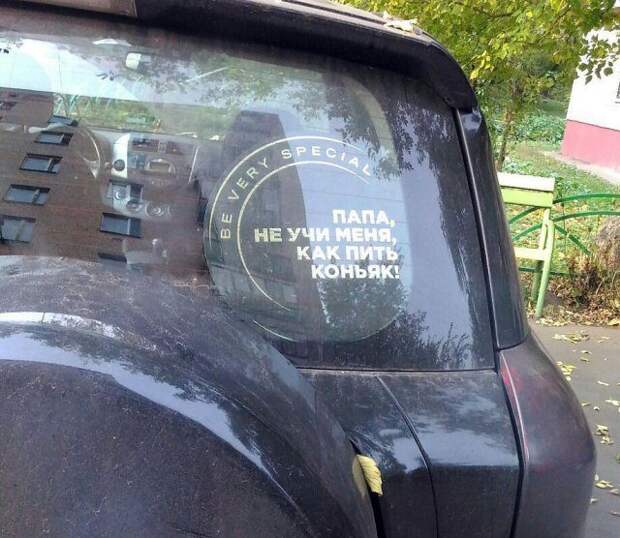 BE VERY SPECIAL
ПАПА,
НЕ УЧИ МЕНЯ,
КАК ПИТЬ
КОНЬЯК!